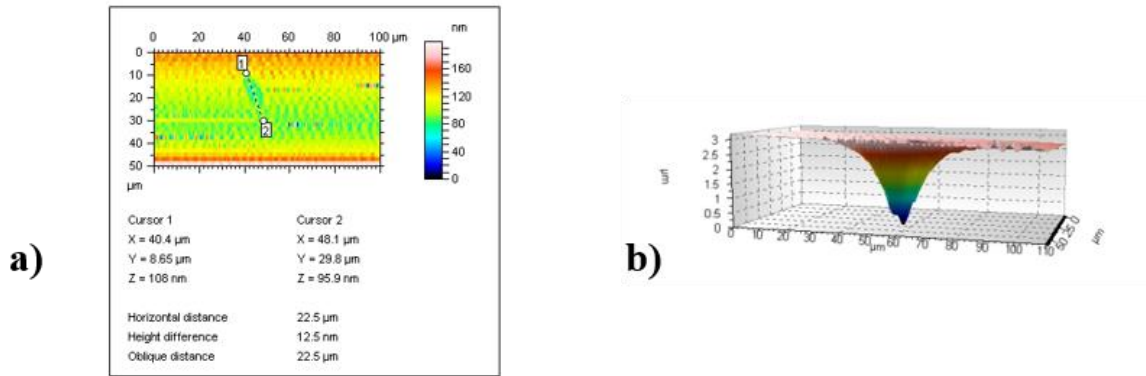 nm
0 20 40 60 80 100 µm
0
10
20
30
40
50
µm
160
120
80
40
0
1
2
Cursor 1 Cursor 2
X = 40.4 µm X = 48.1 µm
Y = 8.65 µm Y = 29.8 µm
Z = 108 nm Z = 95.9 nm
Horizontal distance 22.5 µm
Height difference 12.5 nm
Oblique distance 22.5 µm
a)
3
2.5
2
1.5
1
0.5
0
µm
0 10 20 30 40 50 60 70 80 90 100 110
µm
50 25 0
µm
b)